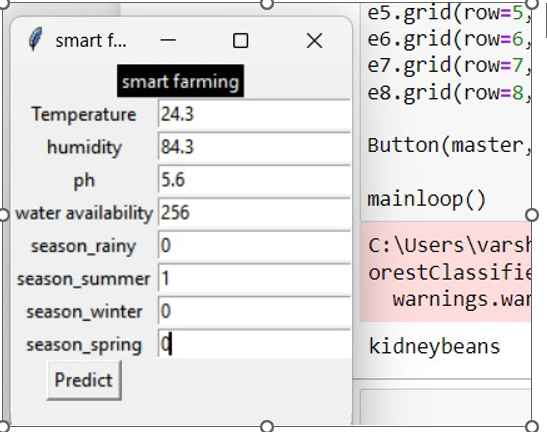 smart f...
smart farming
Temperature 24.3
humidity 84.3
ph 5.6
water availability 256
season_rainy 0
season_summer 1
season_winter 0
season_spring 0
Predict
e5.grid(row=5,
e6.grid(row=6,
e7.grid(row=7,
e8.grid(row=8,
Button(master,
mainloop()
C:\Users\varsh
orestClassifie
warnings.war
kidneybeans